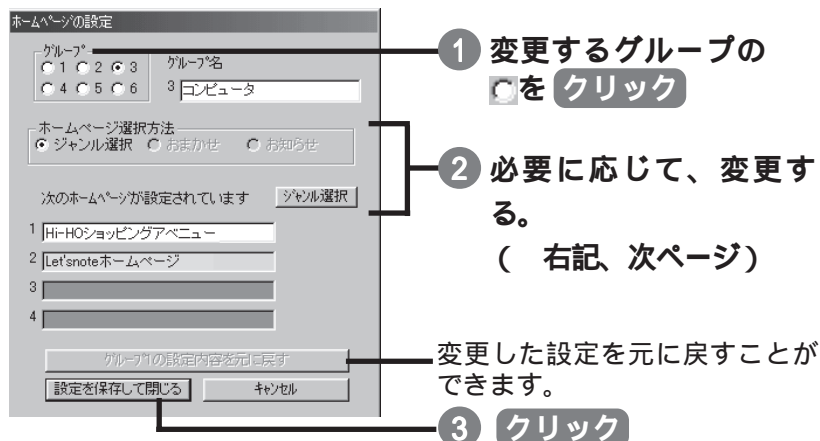 ホームページの設定
グループ
1 2 3
4 5 6
グループ名
3 コンピュータ
ホームページ選択方法
ジャンル選択 おまかせ お知らせ
次のホームページが設定されています ジャンル選択
1 Hi-HOショッピングアベニュー
2 Let'snoteホームページ
3
4
グループ1の設定内容を元に戻す
設定を保存して閉じる キャンセル
1 変更するグループの
を クリック
2 必要に応じて、変更す
る。
( 右記、次ページ)
変更した設定を元に戻すことが
できます。
3 クリック